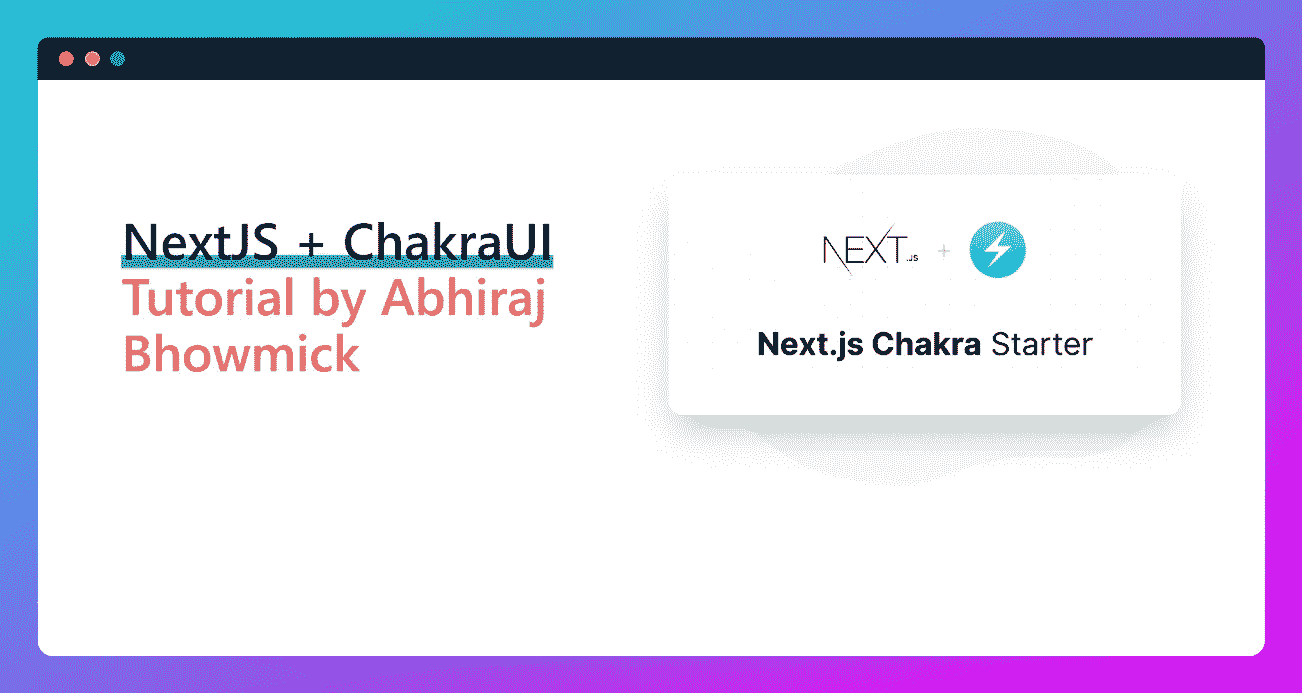 NextJS + ChakraUI
Tutorial by Abhiraj
Bhowmick
NEXT.JS +
Next.js Chakra Starter